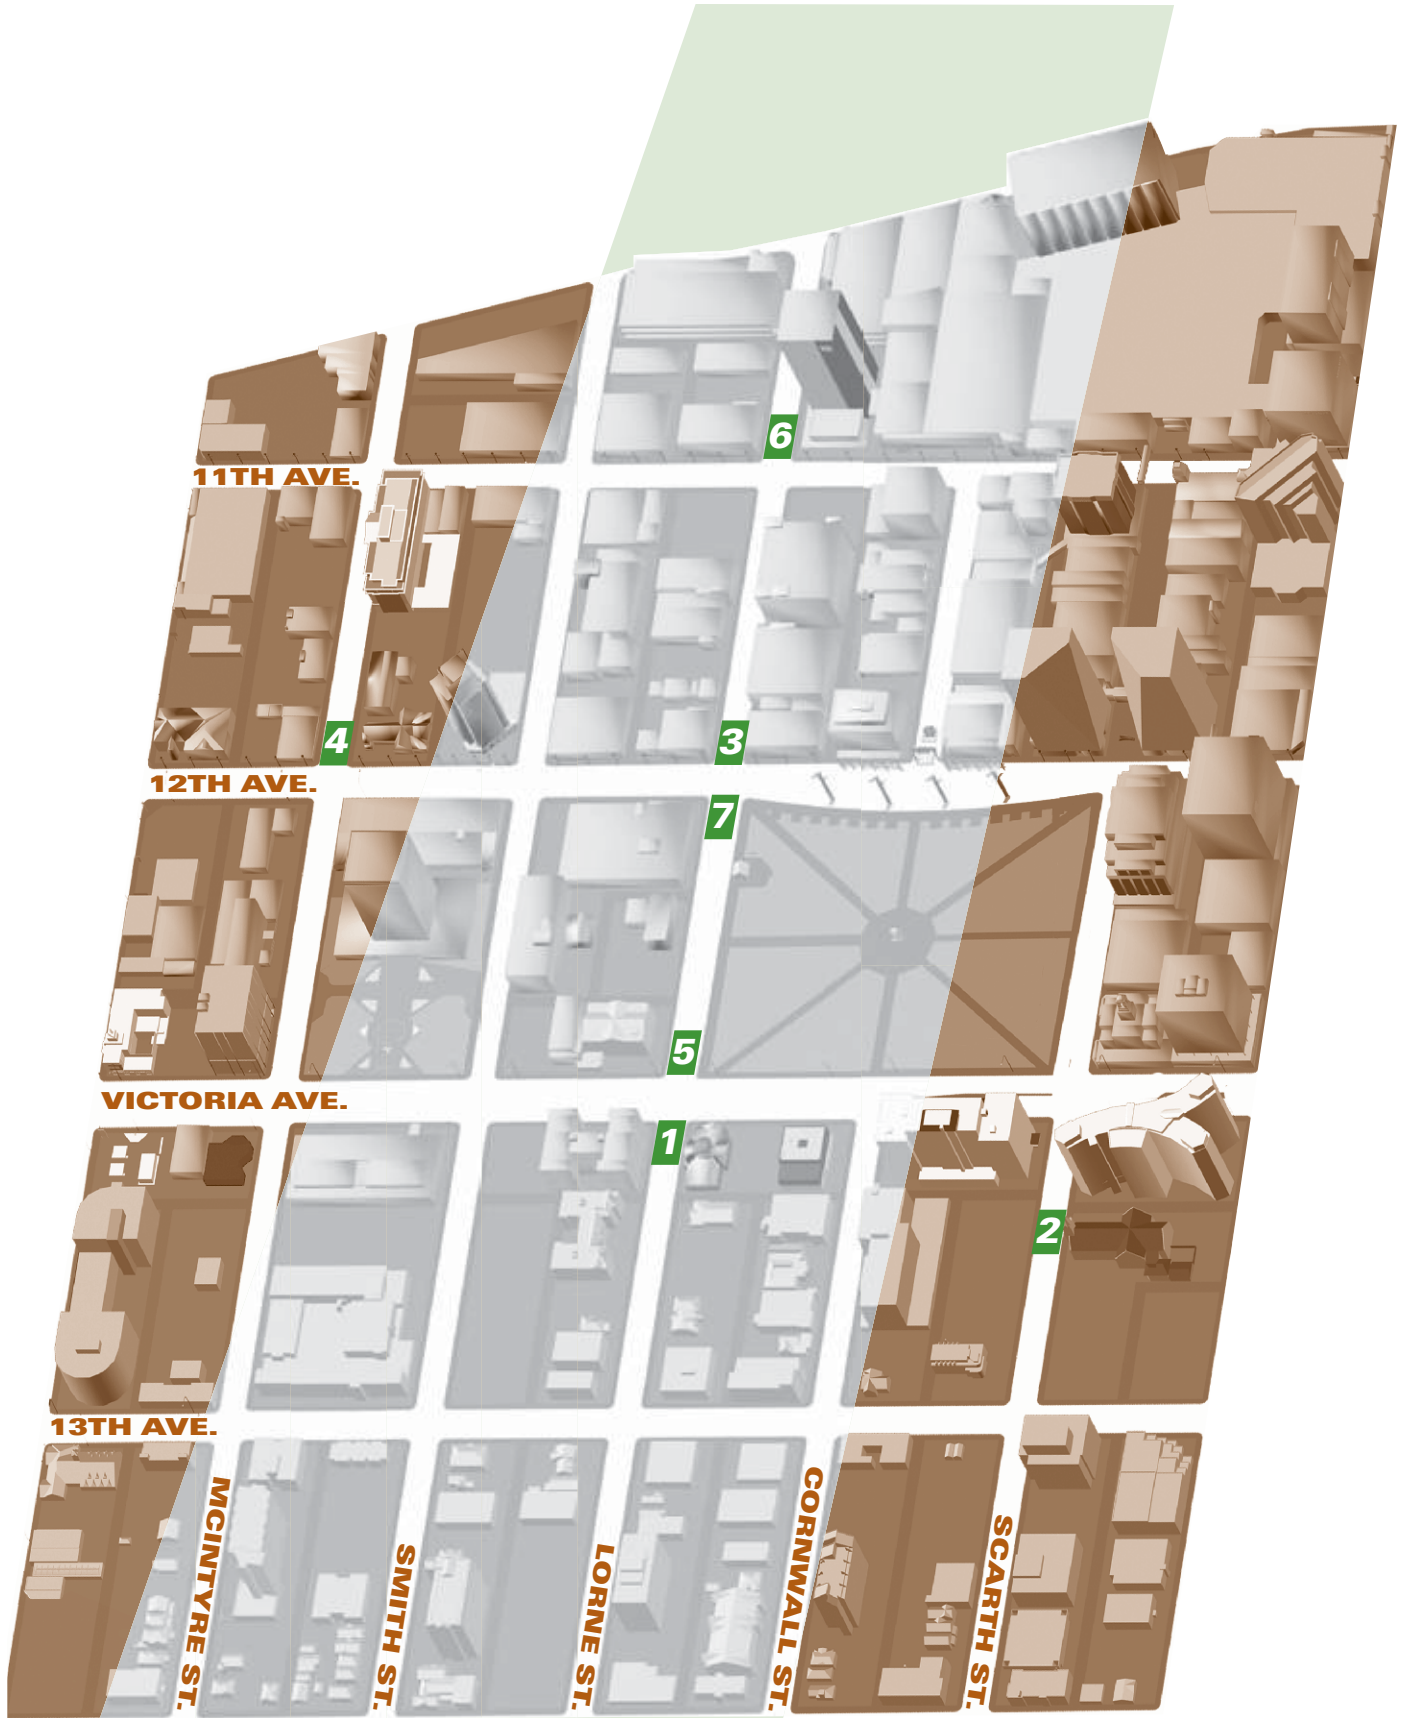 6
11TH AVE.
4
3
12TH AVE.
7
5
VICTORIA AVE.
1
2
13TH AVE.
MCINTYRE ST.
SMITH ST.
LORNE ST.
CORNWALL ST.
SCARTH ST.